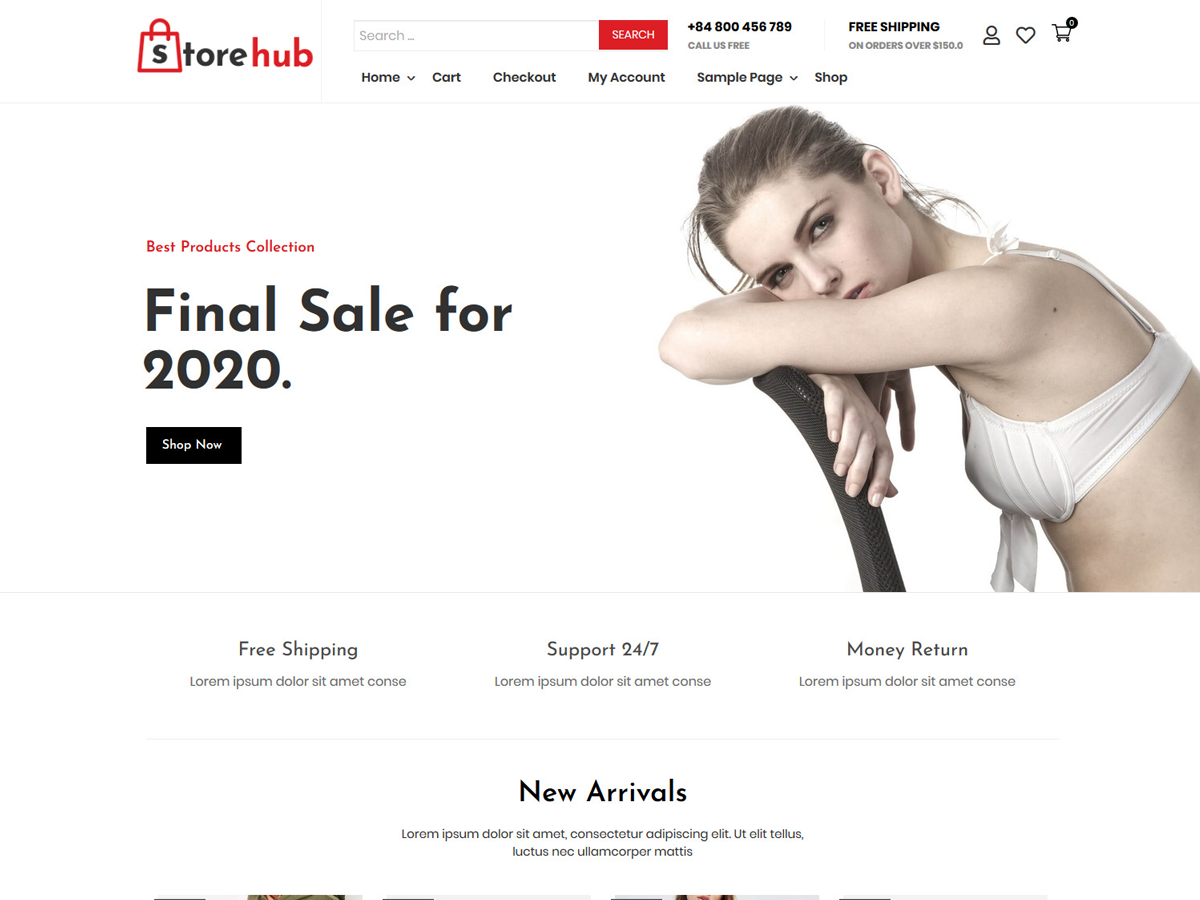 Storehub
Search ...
SEARCH
+84 800 456 789
CALL US FREE
FREE SHIPPING
ON ORDERS OVER $150.0
0
Home
Cart
Checkout
My Account
Sample Page
Shop
Best Products Collection
Final Sale for
2020.
Shop Now
Free Shipping
Support 24/7
Money Return
Lorem ipsum dolor sit amet conse
Lorem ipsum dolor sit amet conse
Lorem ipsum dolor sit amet conse
New Arrivals
Lorem ipsum dolor sit amet, consectetur adipiscing elit. Ut elit tellus,
luctus nec ullamcorper mattis